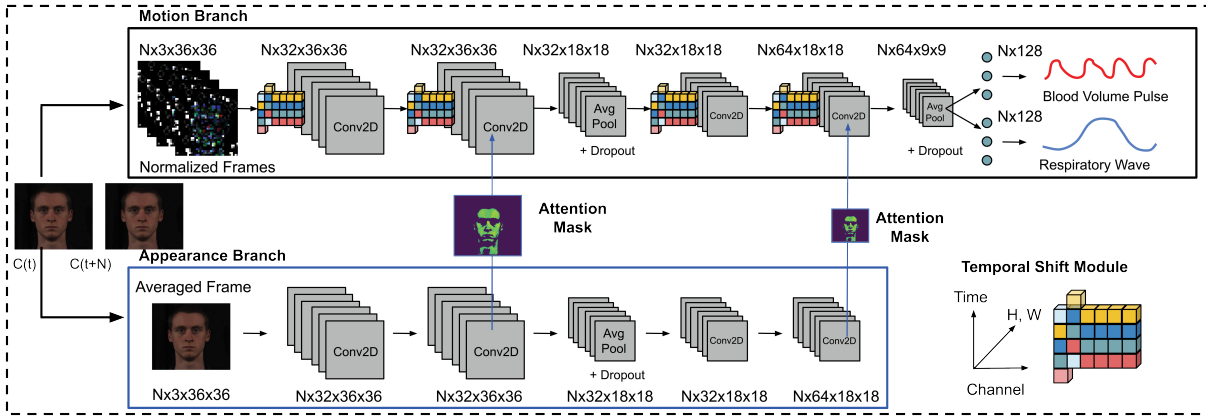 Motion Branch
Nx3x36x36
Nx32x36x36
Nx32x36x36
Nx32x18x18
Nx32x18x18
Nx64x18x18
Nx64x9x9
Nx128
Conv2D
Conv2D
Avg
Pool
Conv2D
Conv2D
Avg
Pool
Blood Volume Pulse
Nx128
+ Dropout
+ Dropout
Normalized Frames
Respiratory Wave
Attention
Mask
Attention
Mask
C(t)
C(t+N)
Appearance Branch
Averaged Frame
Conv2D
Conv2D
Avg
Pool
Conv2D
Conv2D
+ Dropout
Nx3x36x36
Nx32x36x36
Nx32x36x36
Nx32x18x18
Nx32x18x18
Nx64x18x18
Temporal Shift Module
Time
H, W
Channel